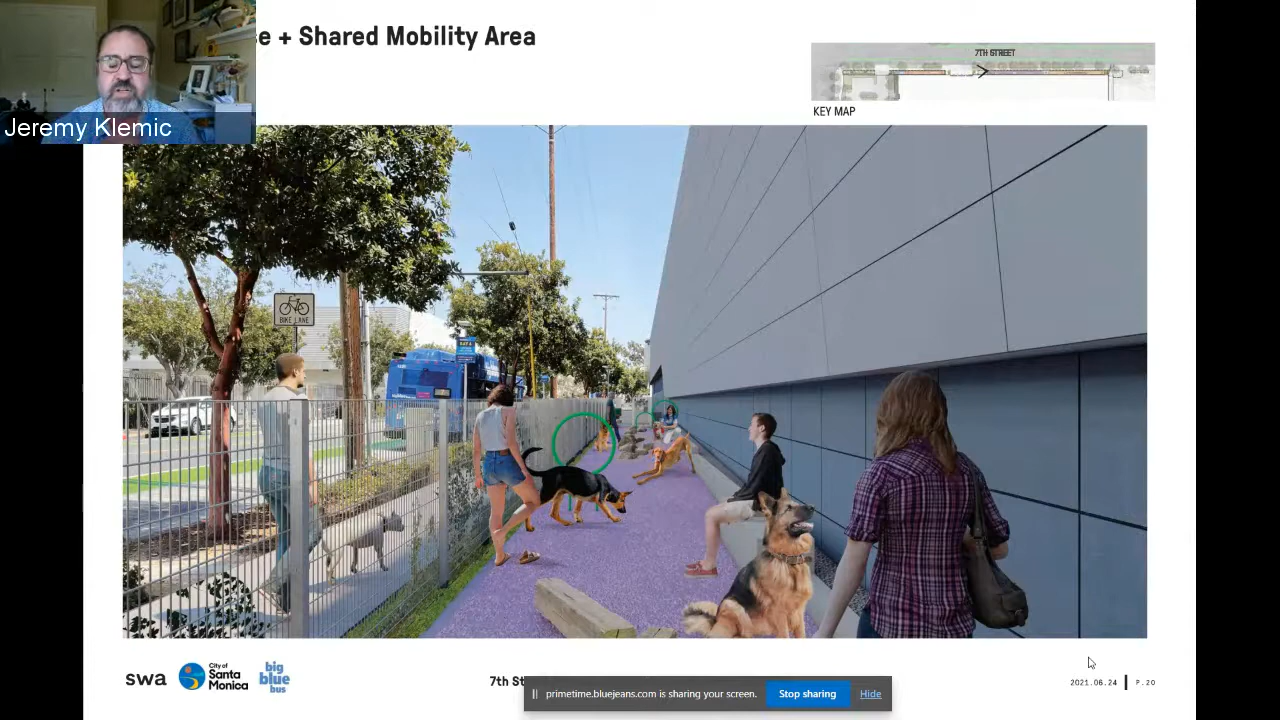 se + Shared Mobility Area
Jeremy Klemic
7TH STREET
KEY MAP
BIKE LANE
swa
City of
Santa
Monica
big
blue
bus
7th St
primetime.bluejeans.com is sharing your screen.
Stop sharing
Hide
2021.06.24
P.20